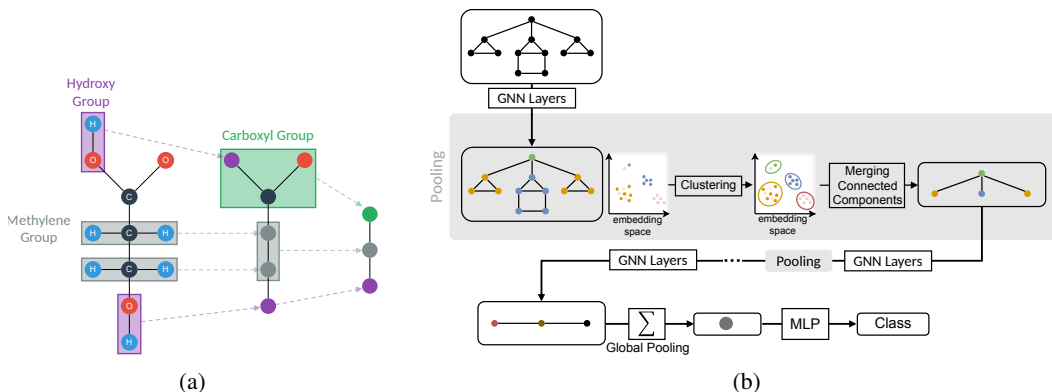 Hydroxy
Group
H
O
O
C
Methylene
Group
H
C
H
H
C
H
O
H
Carboxyl Group
(a)
GNN Layers
Pooling
embedding
space
Clustering
embedding
space
Merging
Connected
Components
GNN Layers
Pooling
GNN Layers
∑
Global Pooling
MLP
Class
(b)